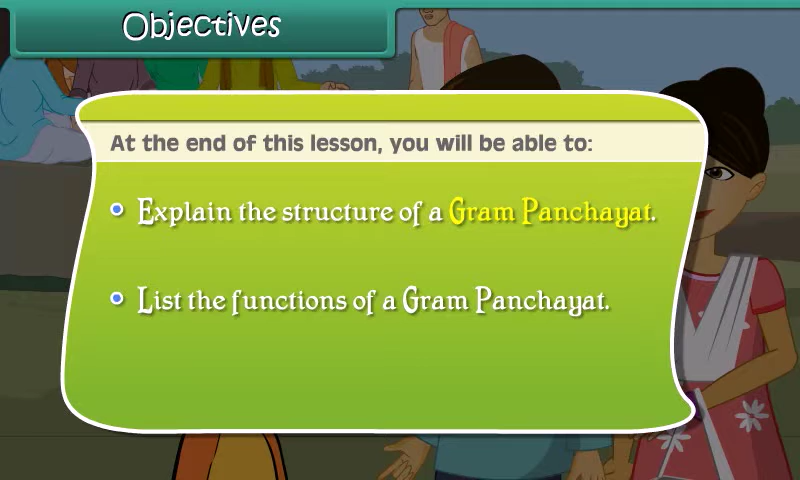 Objectives
At the end of this lesson, you will be able to:
Explain the structure of a Gram Panchayat.
List the functions of a Gram Panchayat.